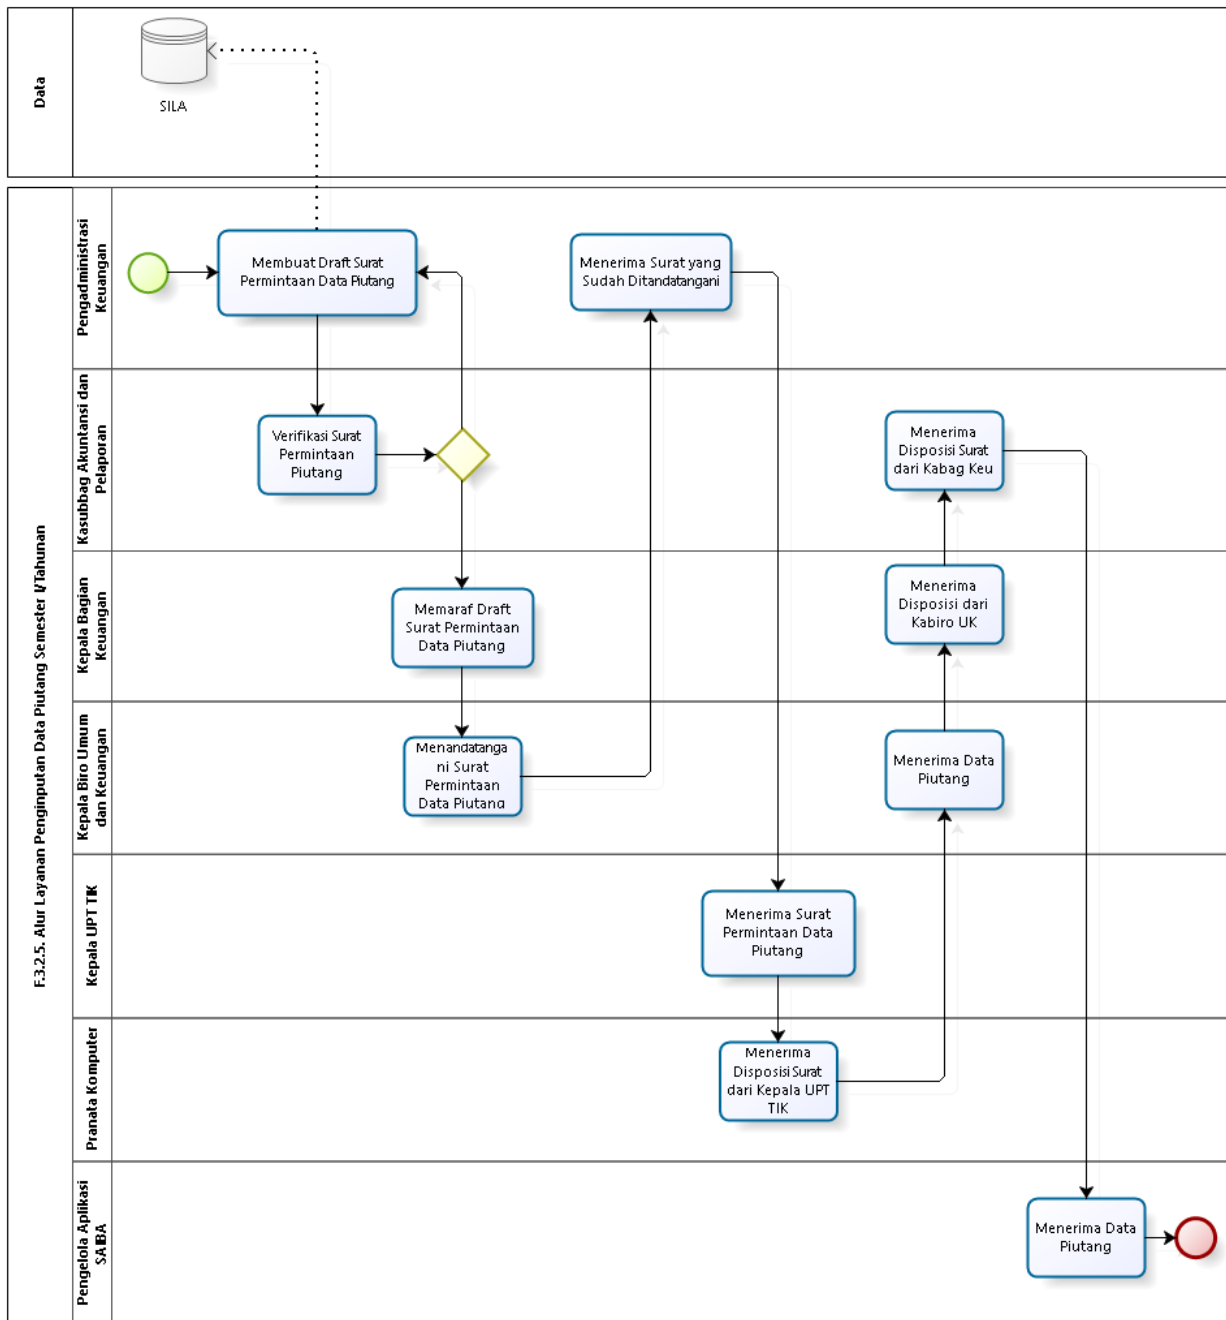 Data
SILA
F.3.2.5. Alur Layanan Penginputan Data Piutang Semester I/Tahunan
Pengadministrasi
Keuangan
Membuat Draft Surat
Permintaan Data Piutang
Menerima Surat yang
Sudah Ditandatangani
Kasubbag Akuntansi dan
Pelaporan
Verifikasi Surat
Permintaan
Piutang
Menerima
Disposisi Surat
dari Kabag Keu
Kepala Bagian
Keuangan
Memaraf Draft
Surat Permintaan
Data Piutang
Menerima
Disposisi dari
Kabiro UK
Kepala Biro Umum
dan Keuangan
Menandatanga
ni Surat
Permintaan
Data Piutang
Menerima Data
Piutang
Kepala UPT TIK
Menerima Surat
Permintaan Data
Piutang
Pranata Komputer
Menerima
Disposisi Surat
dari Kepala UPT
TIK
Pengelola Aplikasi
SAIBA
Menerima Data
Piutang